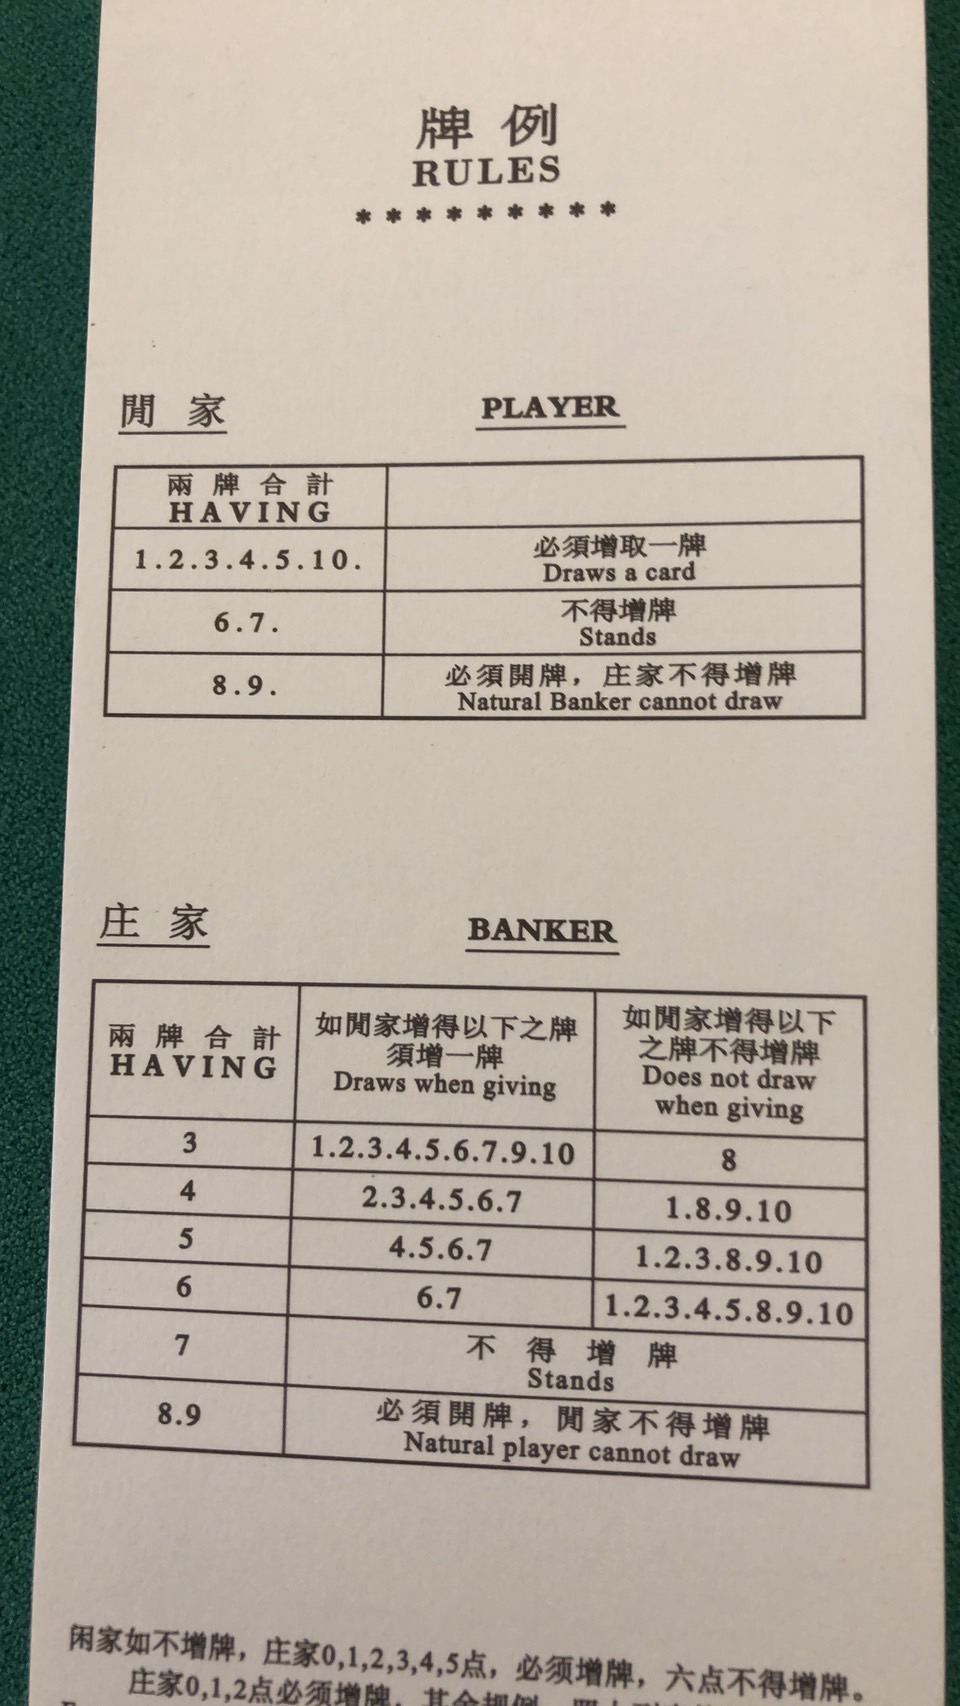 牌例
RULES
*********
閒家
PLAYER
兩牌合計
HAVING
1.2.3.4.5.10.
必須增取一牌
Draws a card
6.7.
不得增牌
Stands
8.9.
必須開牌，庄家不得增牌
Natural Banker cannot draw
庄家
BANKER
兩牌合計
HAVING
如閒家增得以下之牌
須增一牌
Draws when giving
如閒家增得以下
之牌不得增牌
Does not draw
when giving
3
1.2.3.4.5.6.7.9.10
8
4
2.3.4.5.6.7
1.8.9.10
5
4.5.6.7
1.2.3.8.9.10
6
6.7
1.2.3.4.5.8.9.10
7
不得增牌
Stands
8.9
必須開牌，閒家不得增牌
Natural player cannot draw
闲家如不增牌，庄家0,1,2,3,4,5点，必须增牌，六点不得增牌。
庄家0,1,2点必须增牌，其余